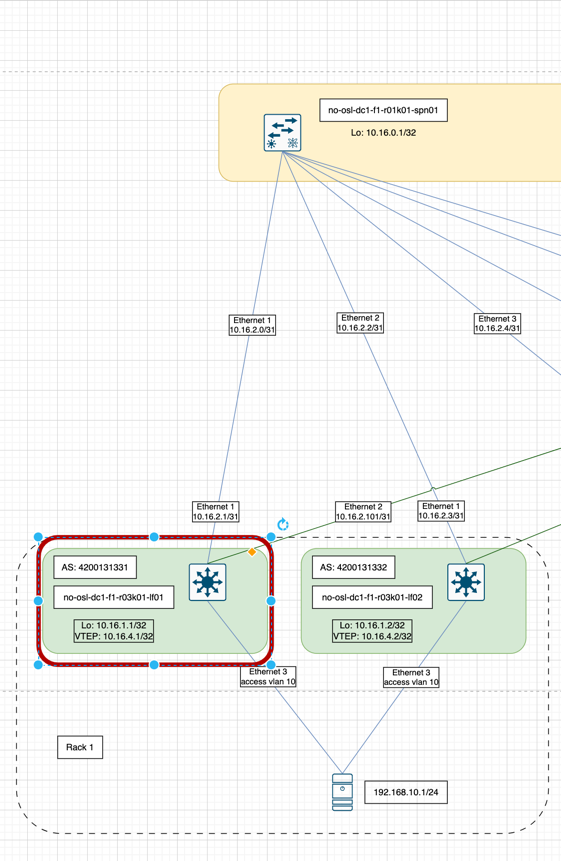 no-osl-dc1-f1-r01k01-spn01
Lo: 10.16.0.1/32
Ethernet 1
10.16.2.0/31
Ethernet 2
10.16.2.2/31
Ethernet 3
10.16.2.4/31
Ethernet 1
10.16.2.1/31
Ethernet 2
10.16.2.101/31
Ethernet 1
10.16.2.3/31
AS: 4200131331
no-osl-dc1-f1-r03k01-lf01
Lo: 10.16.1.1/32
VTEP: 10.16.4.1/32
AS: 4200131332
no-osl-dc1-f1-r03k01-lf02
Lo: 10.16.1.2/32
VTEP: 10.16.4.2/32
Ethernet 3
access vlan 10
Ethernet 3
access vlan 10
Rack 1
192.168.10.1/24